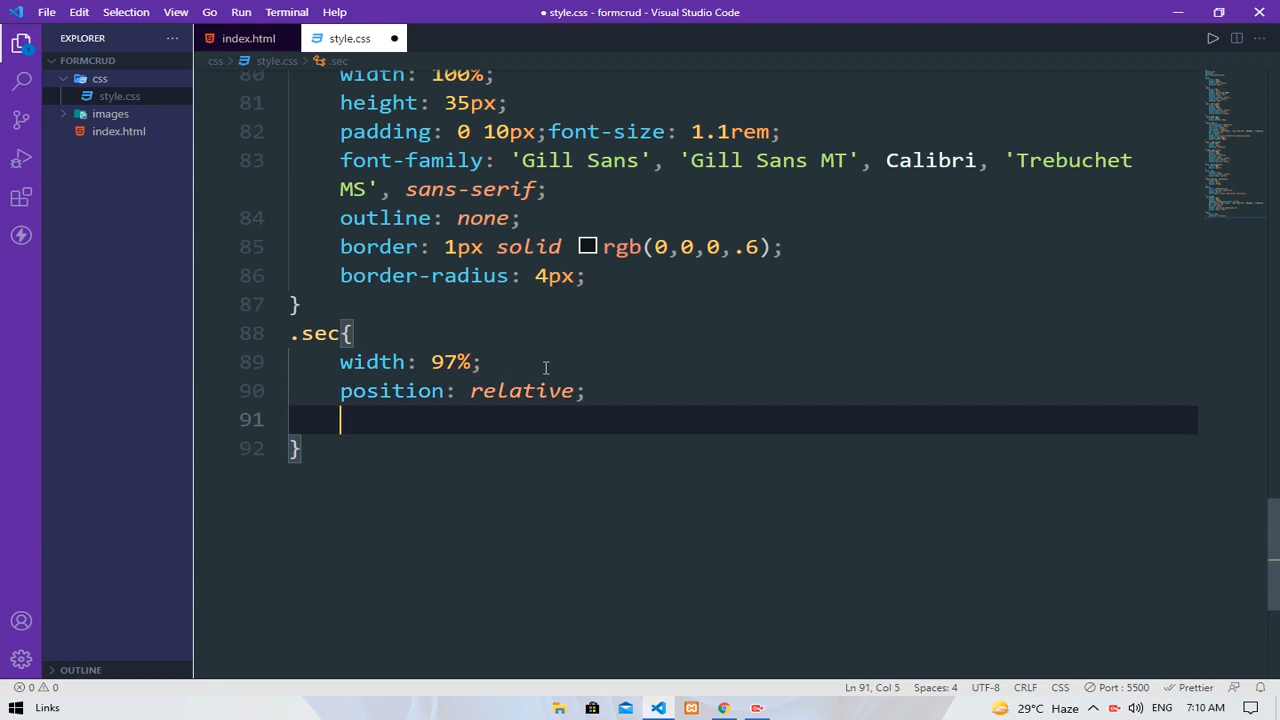 File Edit Selection View Go Run Terminal Help
● style.css - formcrud - Visual Studio Code
EXPLORER
index.html
style.css
FORMCRUD
css > style.css > .sec
css
style.css
images
index.html
80 width: 100%;
81 height: 35px;
82 padding: 0 10px;font-size: 1.1rem;
83 font-family: 'Gill Sans', 'Gill Sans MT', Calibri, 'Trebuchet
MS', sans-serif;
84 outline: none;
85 border: 1px solid rgb(0,0,0,.6);
86 border-radius: 4px;
87 }
88 .sec{
89 width: 97%;
90 position: relative;
91
92 }
OUTLINE
0 0
Ln 91, Col 5 Spaces: 4 UTF-8 CRLF CSS Port : 5500 Prettier
Links
29°C Haze ENG 7:10 AM